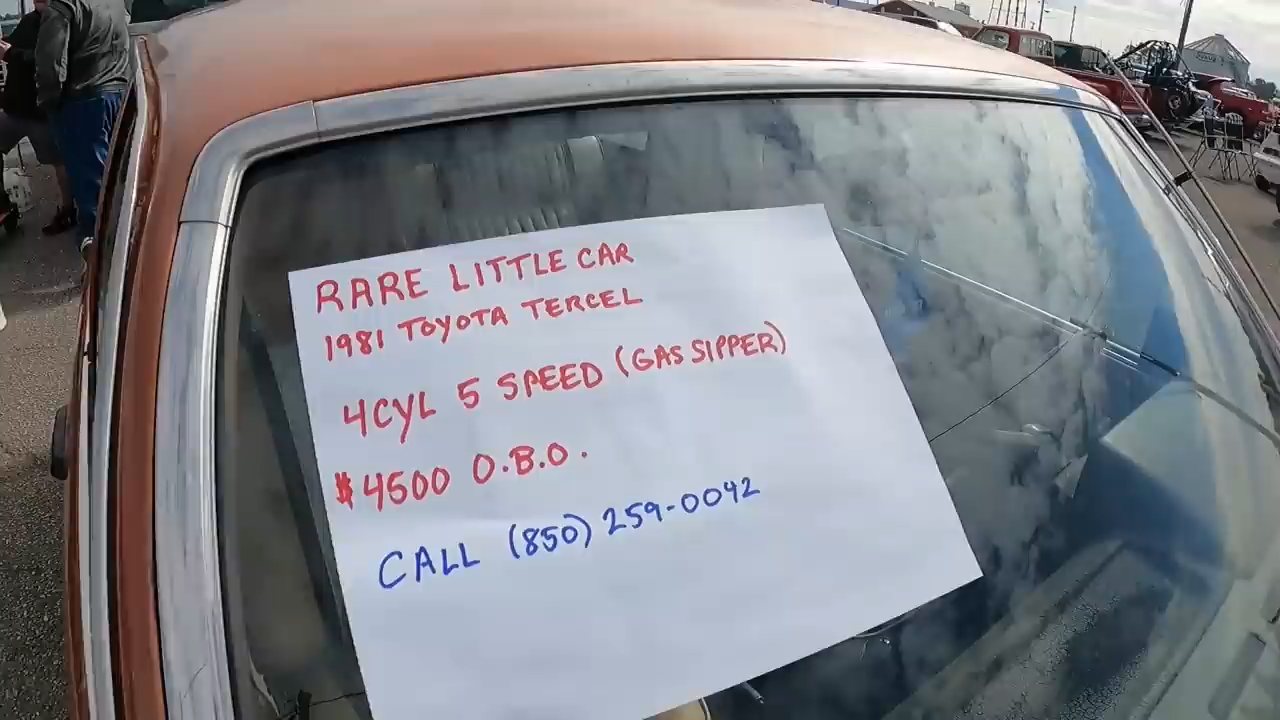 RARE LITTLE CAR
1981 TOYOTA TERCEL
4CYL 5 SPEED (GAS SIPPER)
$4500 O.B.O.
CALL (850) 259-0042